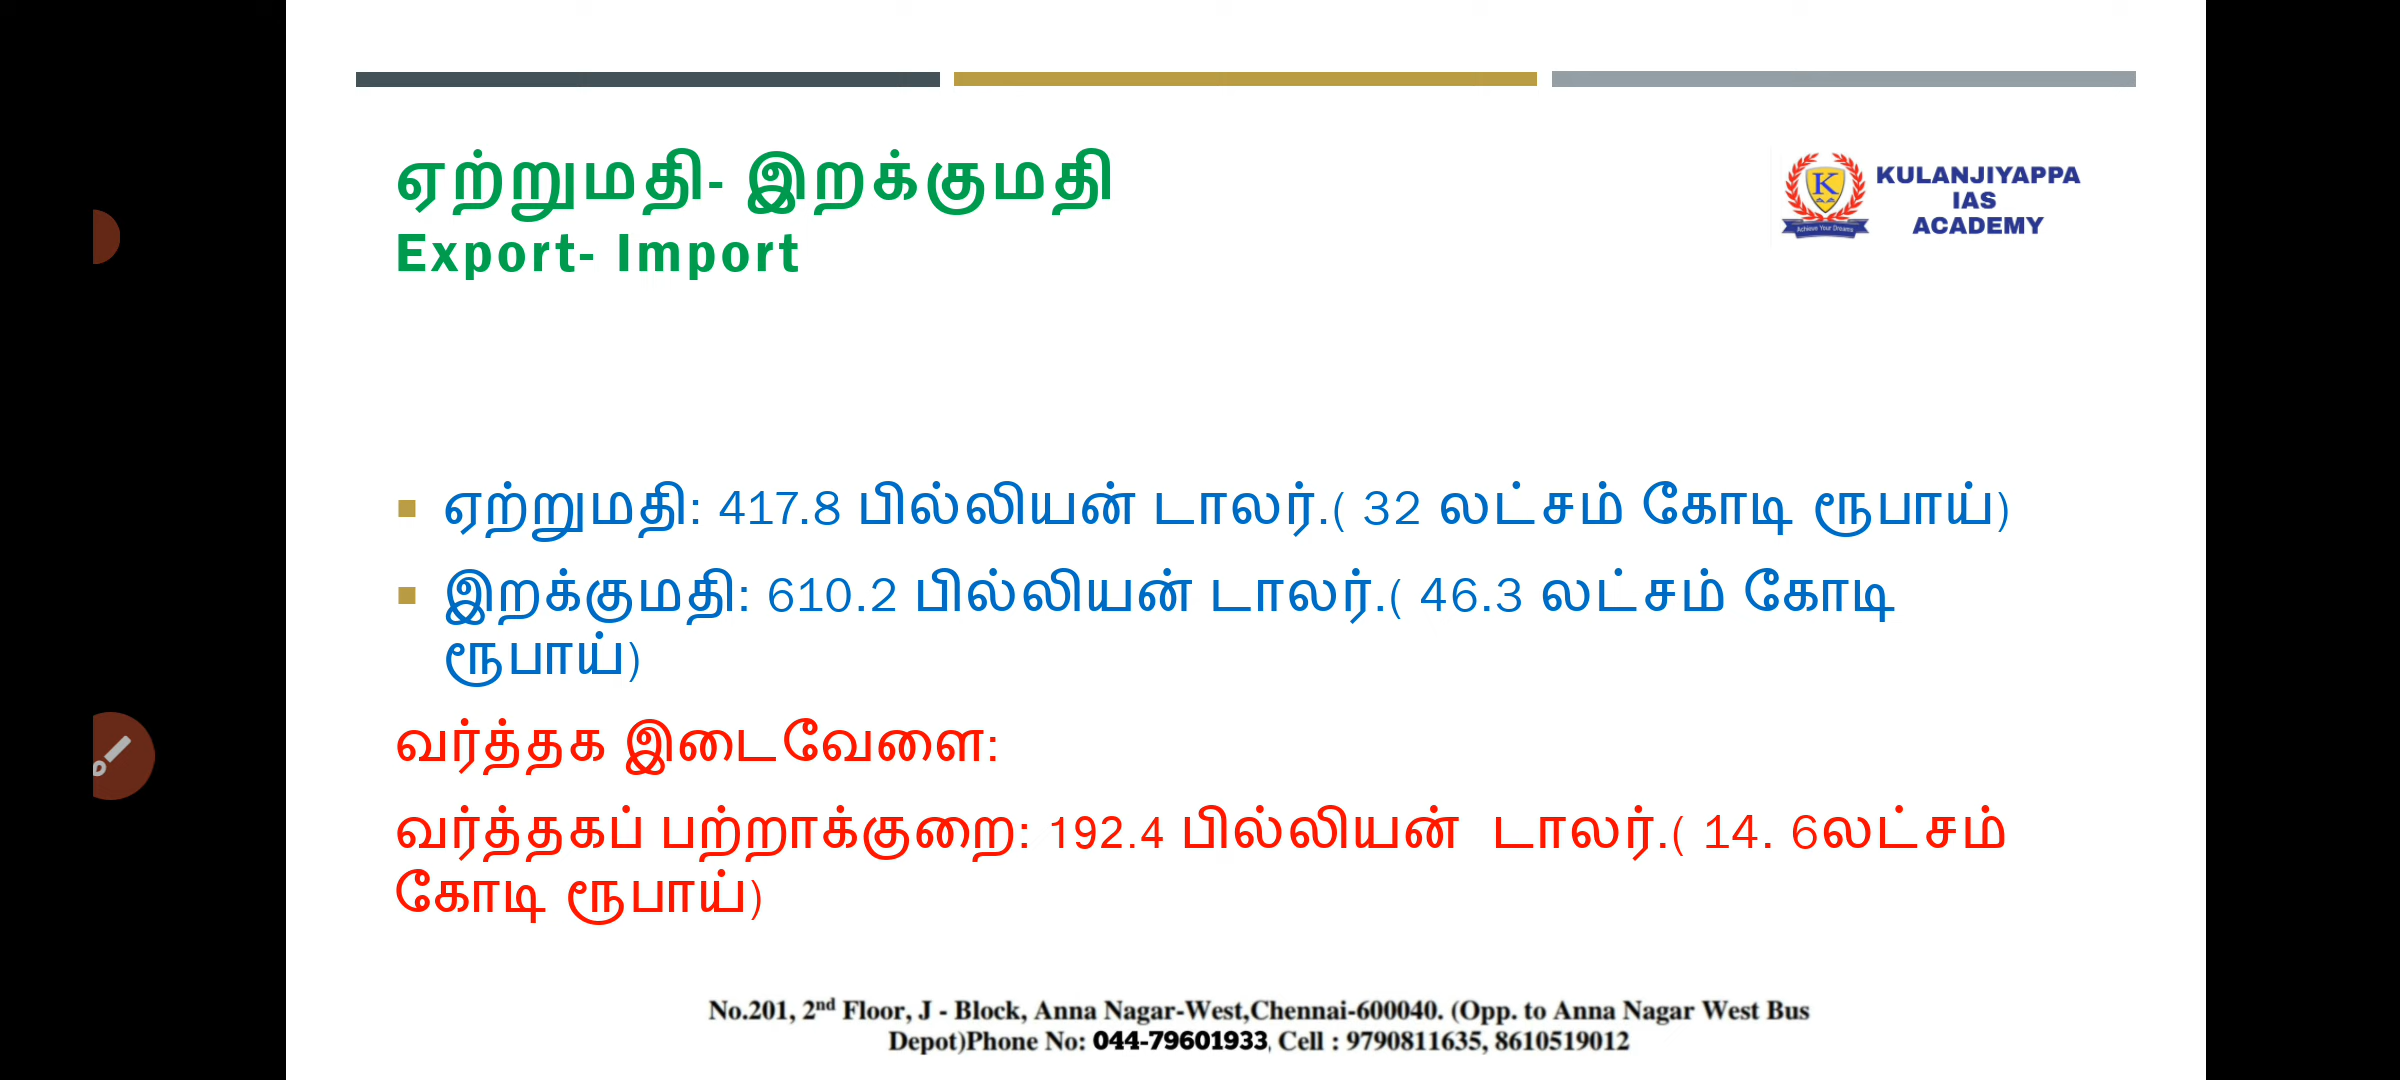 ஏற்றுமதி- இறக்குமதி
Export- Import
K
Achieve Your Dreams
KULANJIYAPPA
IAS
ACADEMY
ஏற்றுமதி: 417.8 பில்லியன் டாலர்.( 32 லட்சம் கோடி ரூபாய்)
இறக்குமதி: 610.2 பில்லியன் டாலர்.( 46.3 லட்சம் கோடி
ரூபாய்)
வர்த்தக இடைவேளை:
வர்த்தகப் பற்றாக்குறை: 192.4 பில்லியன் டாலர்.( 14. 6லட்சம்
கோடி ரூபாய்)
No.201, 2nd Floor, J - Block, Anna Nagar-West,Chennai-600040. (Opp. to Anna Nagar West Bus
Depot)Phone No: 044-79601933, Cell : 9790811635, 8610519012